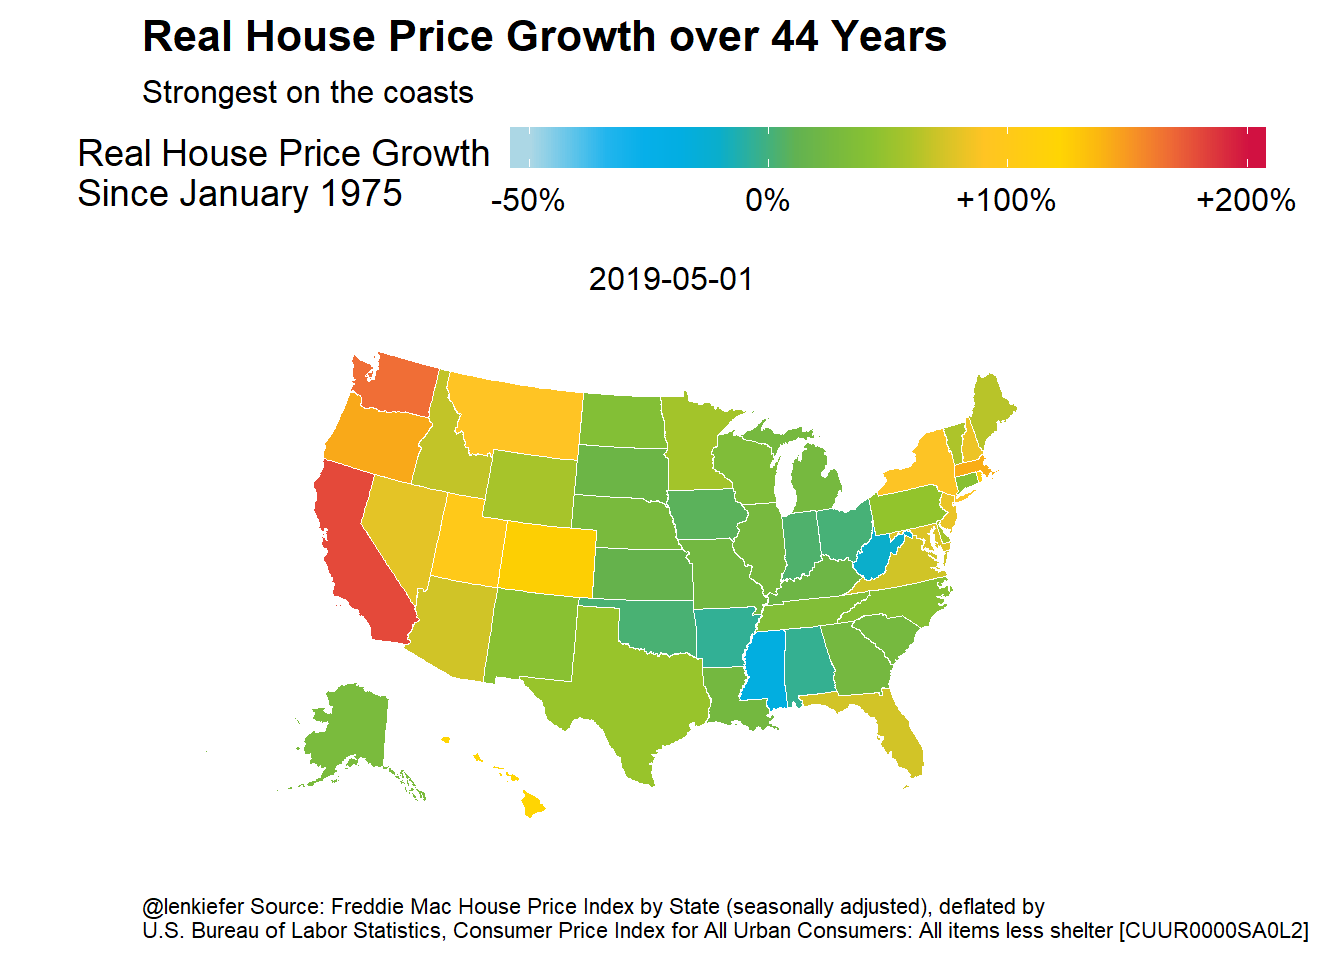 Real House Price Growth over 44 Years
Strongest on the coasts
Real House Price Growth
Since January 1975
-50% 0% +100% +200%
2019-05-01
@lenkiefer Source: Freddie Mac House Price Index by State (seasonally adjusted), deflated by
U.S. Bureau of Labor Statistics, Consumer Price Index for All Urban Consumers: All items less shelter [CUUR0000SA0L2]